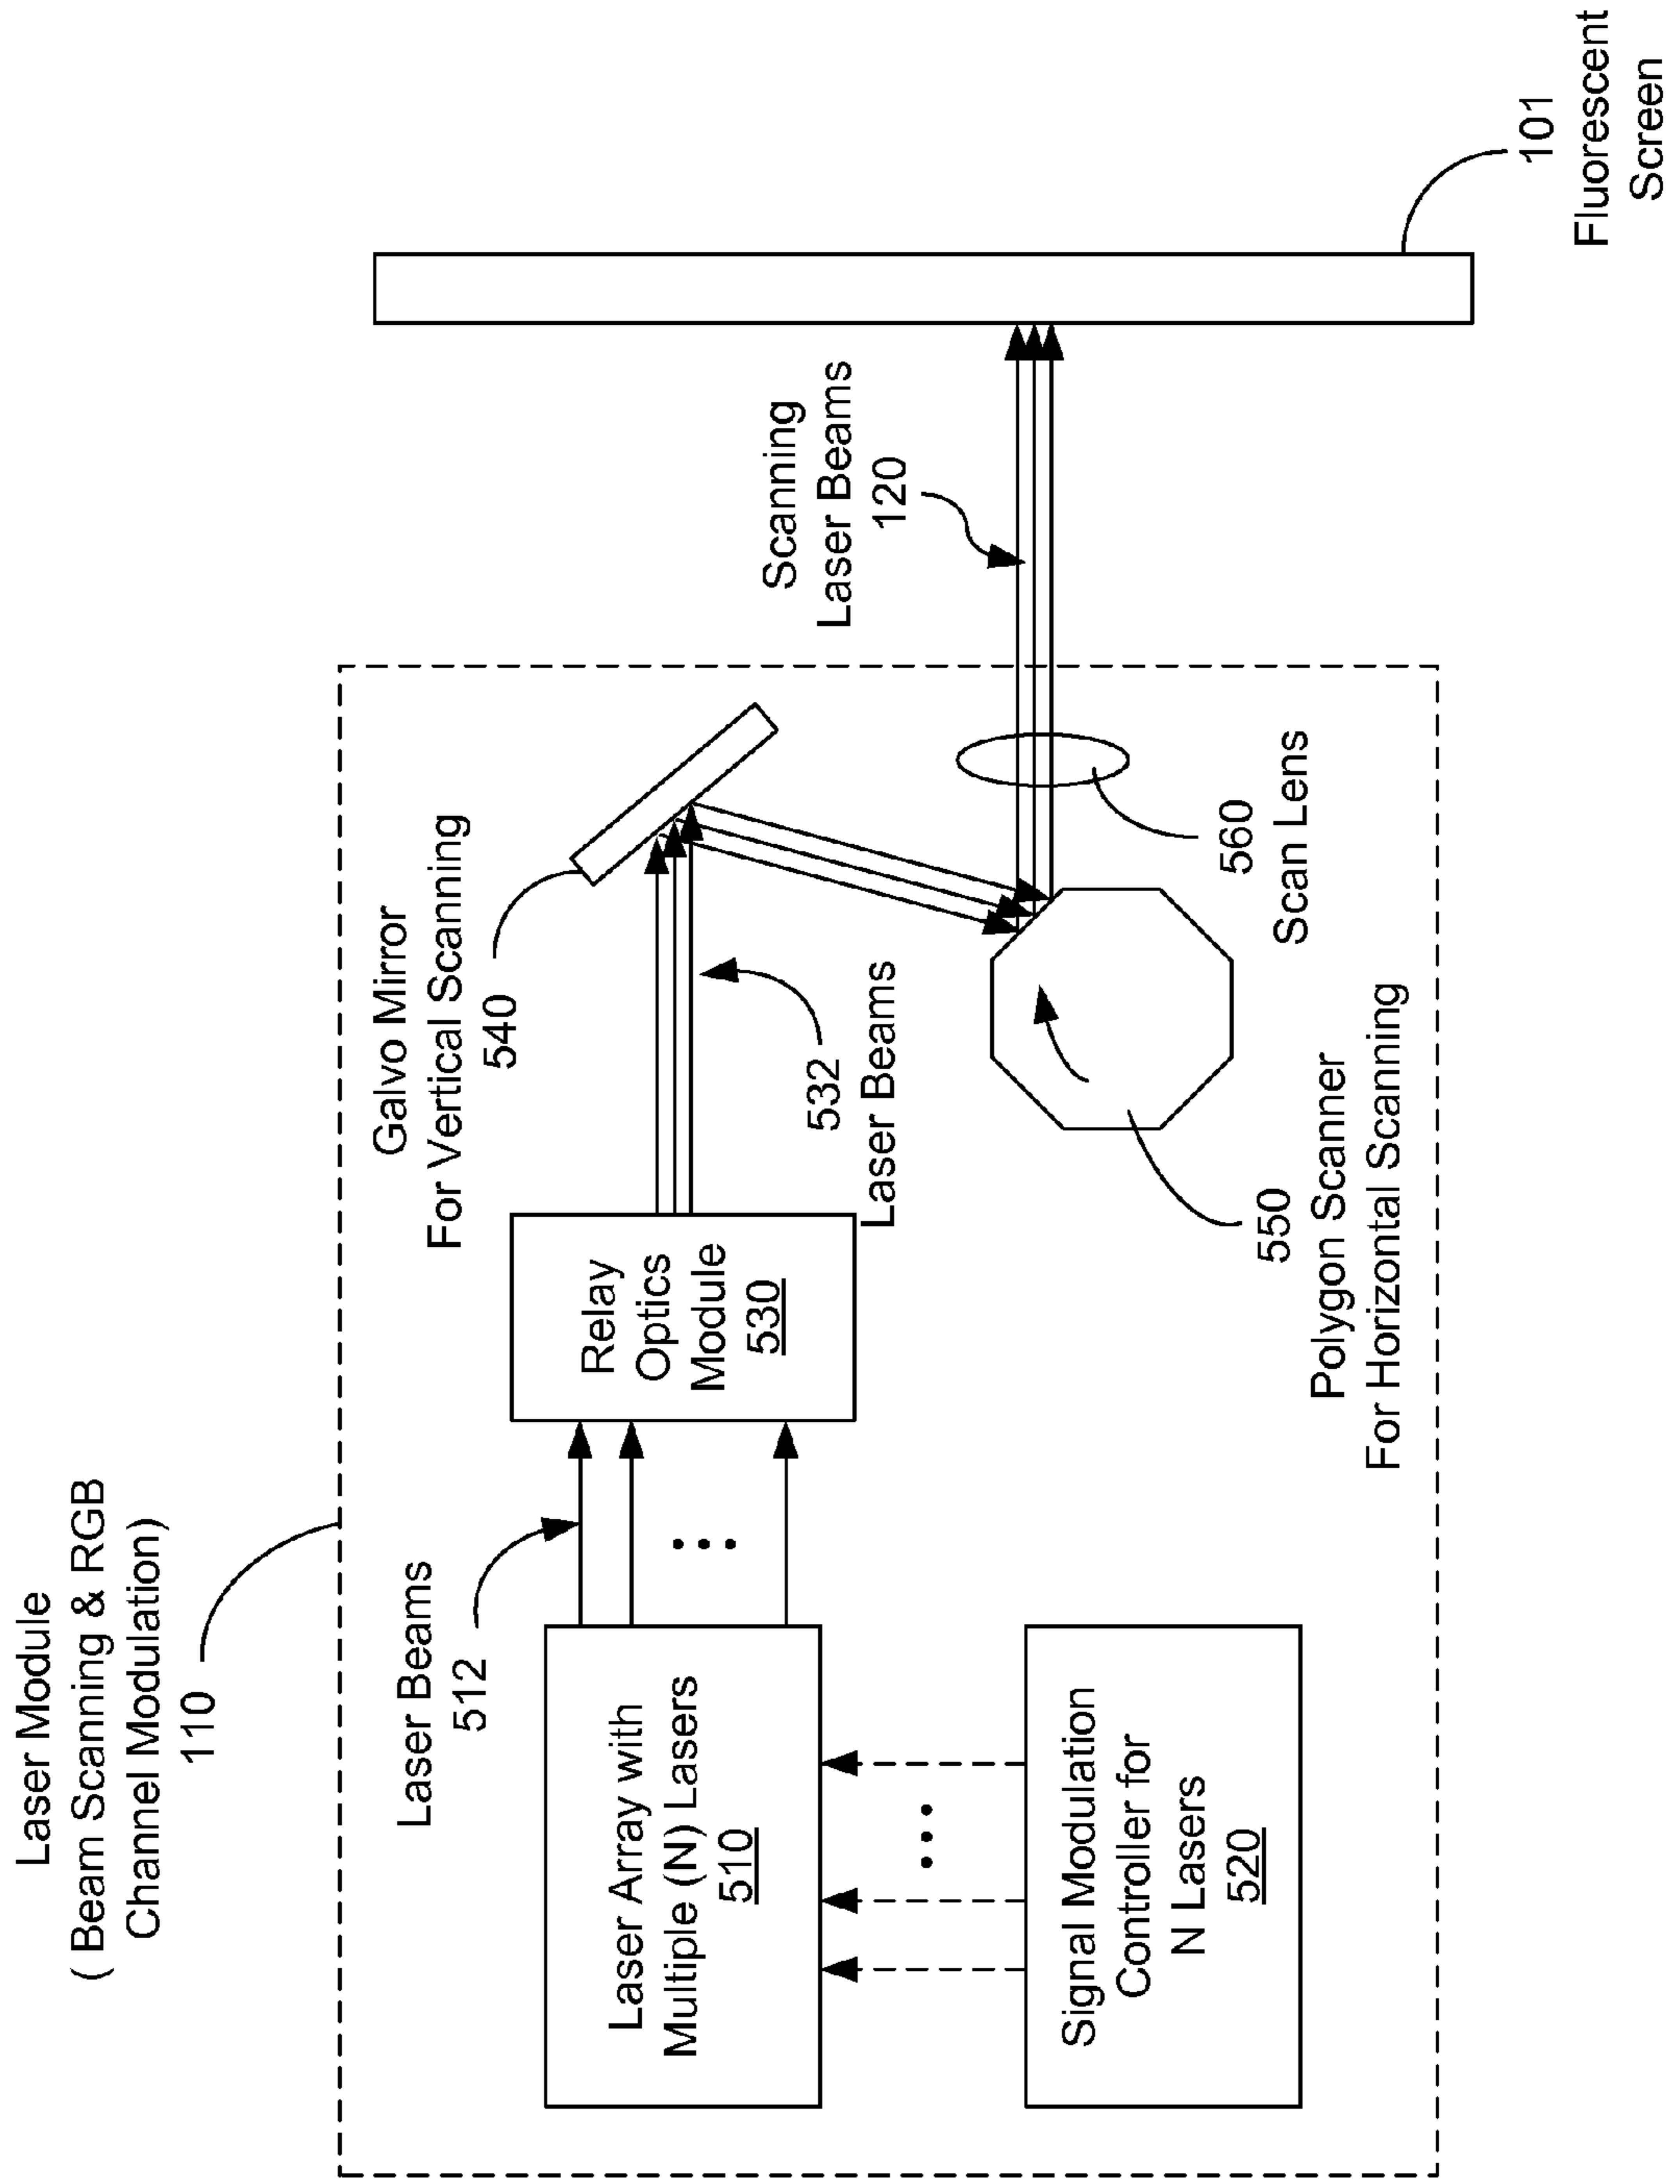 Laser Module
( Beam Scanning & RGB
Channel Modulation)
110
Laser Beams
512
Galvo Mirror
For Vertical Scanning
540
Laser Array with
Multiple (N) Lasers
510
Relay
Optics
Module
530
532
Laser Beams
Scanning
Laser Beams
120
Signal Modulation
Controller for
N Lasers
520
550
Polygon Scanner
For Horizontal Scanning
560
Scan Lens
101
Fluorescent
Screen